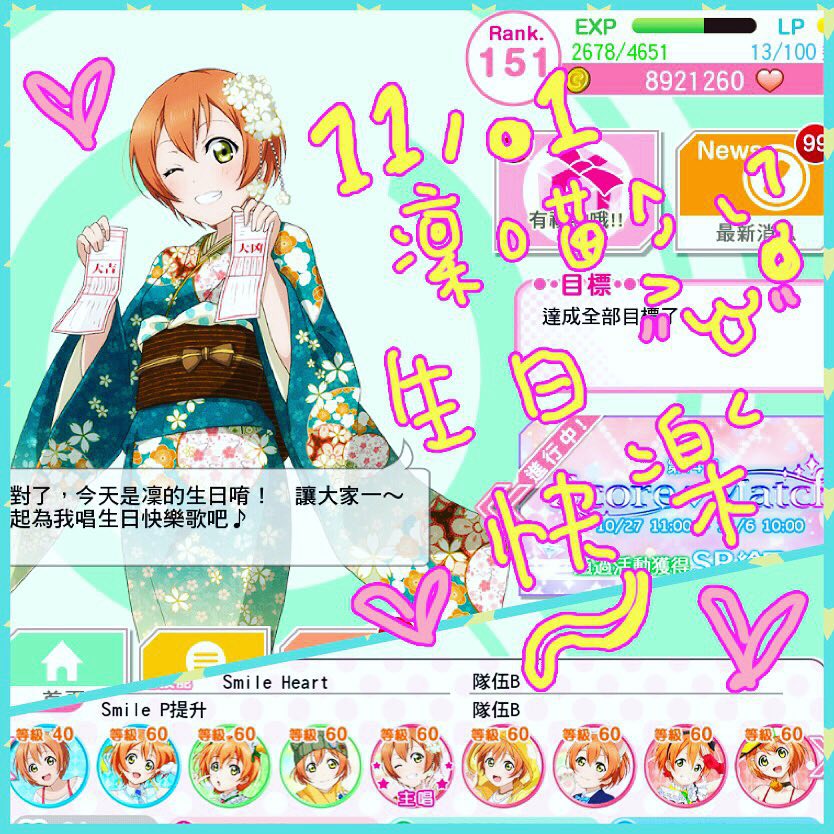 Rank.
151
EXP
2678/4651
LP
13/100
8921260
11/01
凜喵
生日
快樂
大吉
大凶
有禮物哦!!
News
99
最新消
目標
達成全部目標了
進行中!
Score Match
10/27 11:00
/6 10:00
過活動獲得
SR
對了，今天是凜的生日唷！ 讓大家一～
起為我唱生日快樂歌吧♪
Smile Heart
隊伍B
Smile P提升
隊伍B
等級 40
等級 60
等級 60
等級 60
等級 60
等級 60
等級 60
等級 60
等級 60
主唱